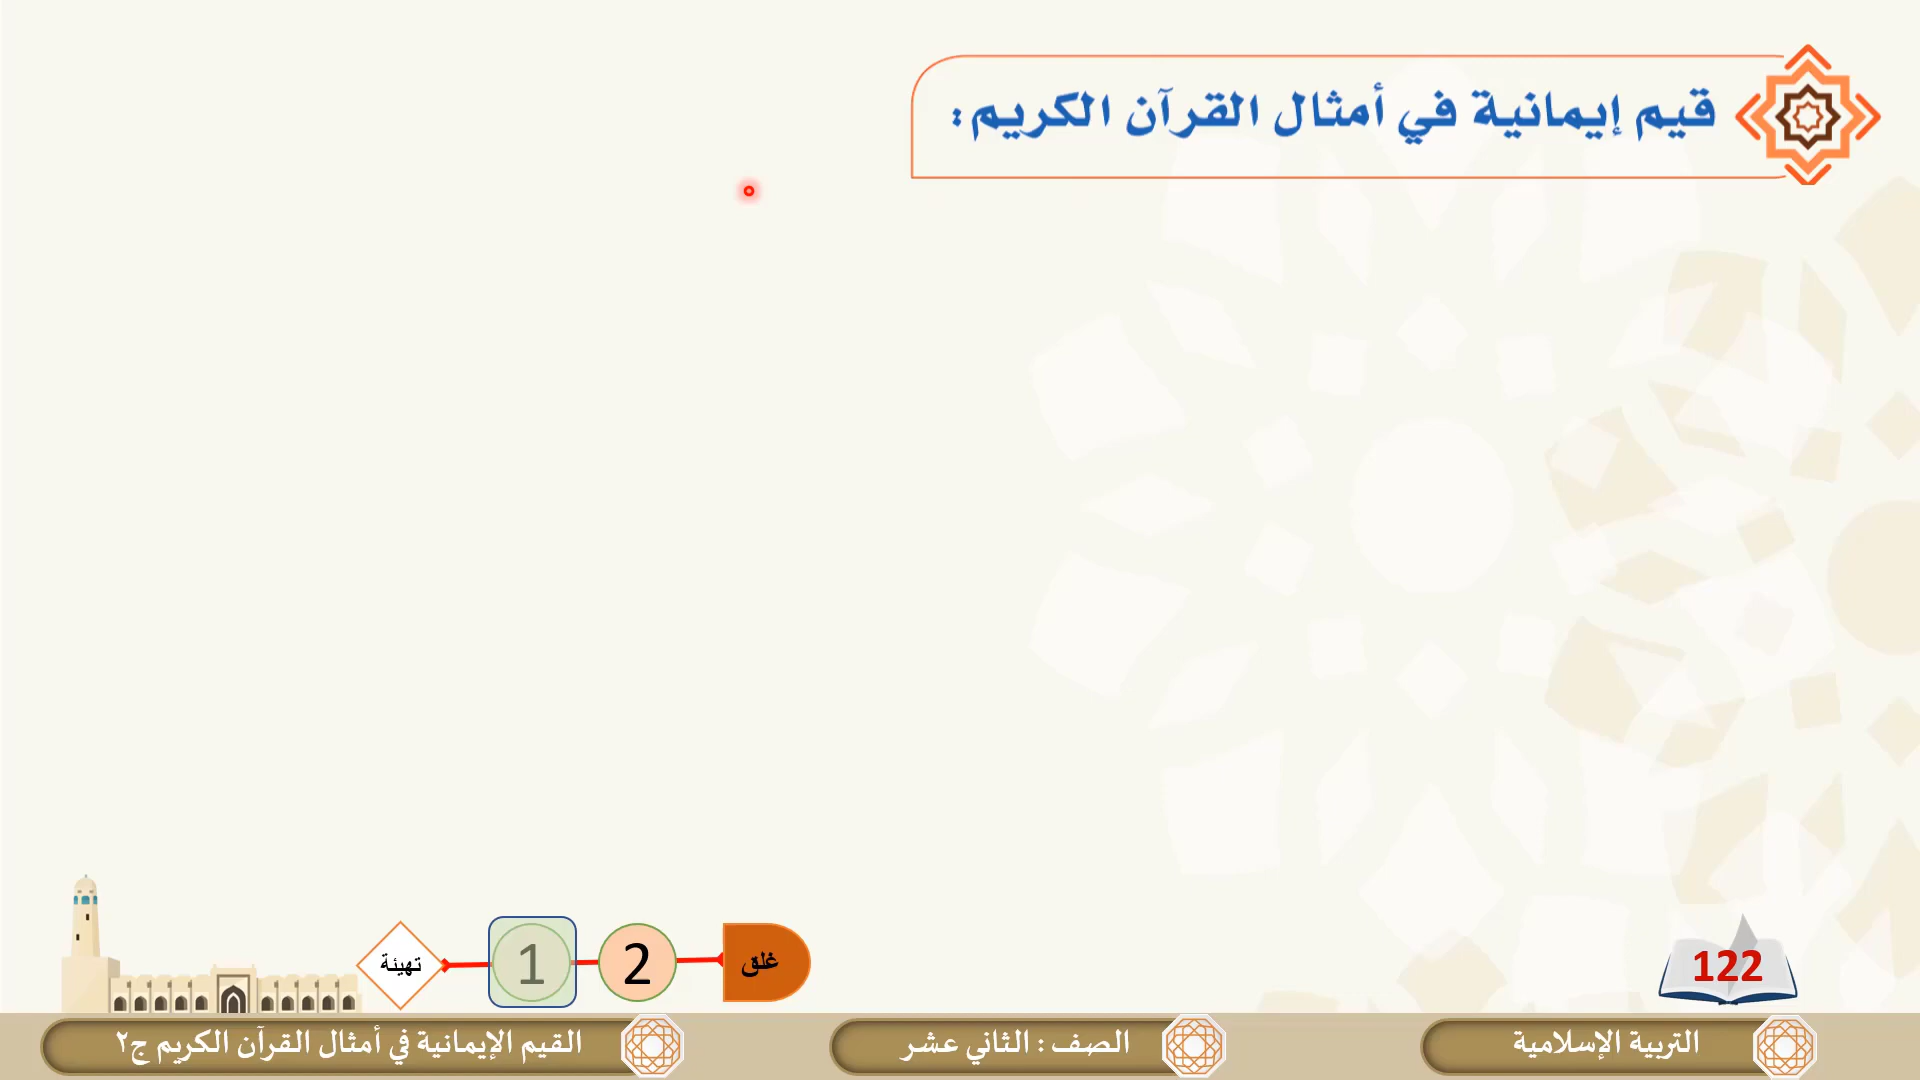 قيم إيمانية في أمثال القرآن الكريم:
تهيئة
1
2
غلق
122
التربية الإسلامية
الصف : الثاني عشر
القيم الإيمانية في أمثال القرآن الكريم ج٢